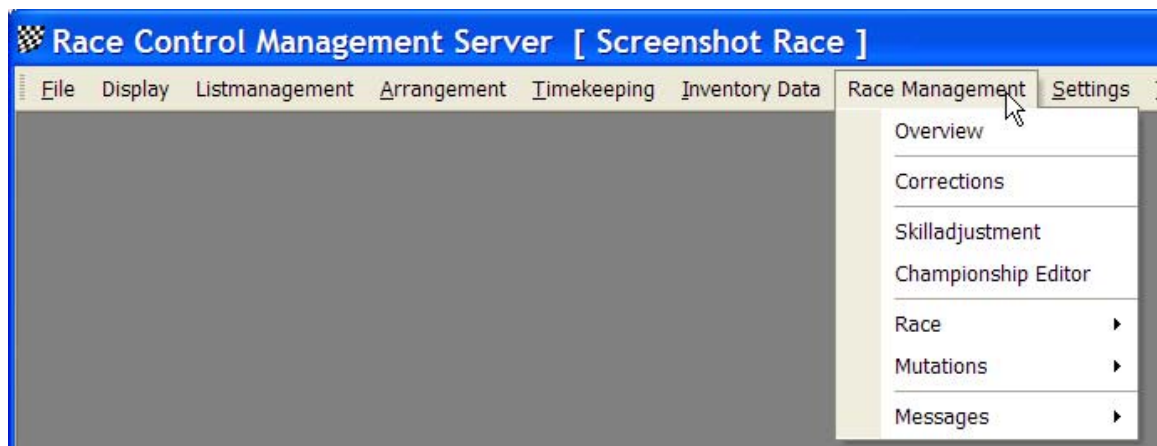 Race Control Management Server [ Screenshot Race ]
File Display Listmanagement Arrangement Timekeeping Inventory Data Race Management Settings
Overview
Corrections
Skilladjustment
Championship Editor
Race
Mutations
Messages